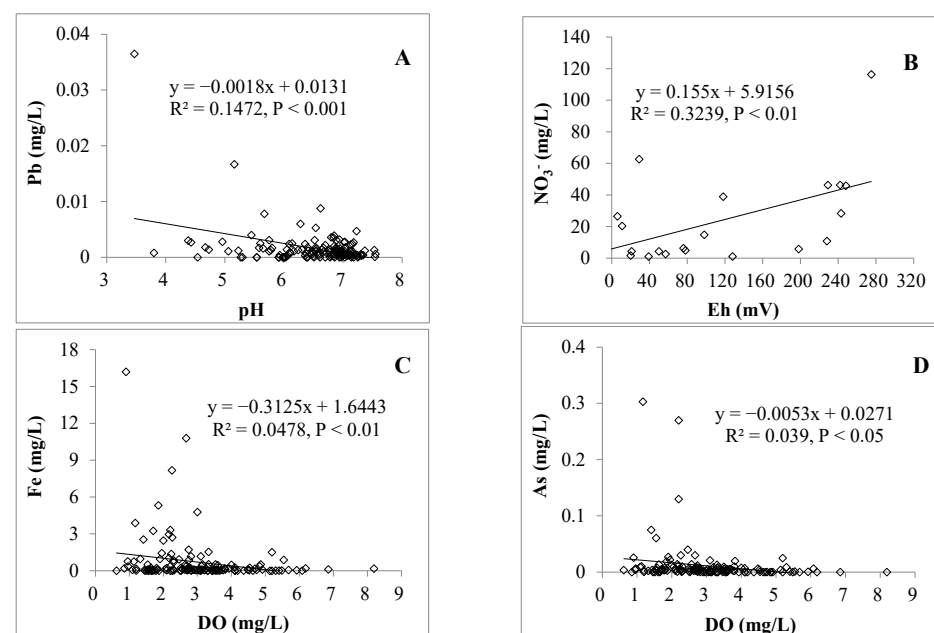 A
y = −0.0018x + 0.0131
R² = 0.1472, P < 0.001
Pb (mg/L)
0.04
0.03
0.02
0.01
0
3 4 5 6 7 8
pH
B
y = 0.155x + 5.9156
R² = 0.3239, P < 0.01
NO₃⁻ (mg/L)
140
120
100
80
60
40
20
0
0 40 80 120 160 200 240 280 320
Eh (mV)
C
y = −0.3125x + 1.6443
R² = 0.0478, P < 0.01
Fe (mg/L)
18
15
12
9
6
3
0
0 1 2 3 4 5 6 7 8 9
DO (mg/L)
D
y = −0.0053x + 0.0271
R² = 0.039, P < 0.05
As (mg/L)
0.4
0.3
0.2
0.1
0
0 1 2 3 4 5 6 7 8 9
DO (mg/L)